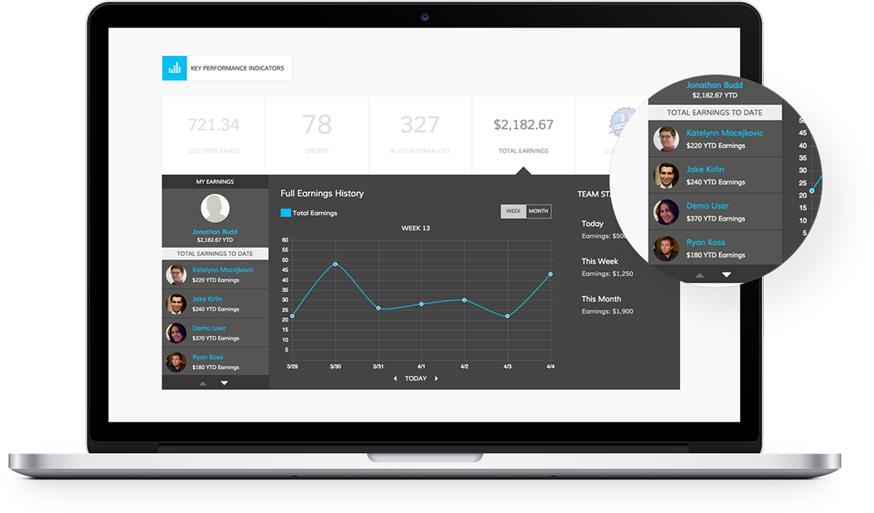 KEY PERFORMANCE INDICATORS
721.34
CO2 TONS SAVED
78
ORDERS
327
IN YOUR GENEALOGY
$2,182.67
TOTAL EARNINGS
MY EARNINGS
Jonathan Budd
$2,182.67 YTD
TOTAL EARNINGS TO DATE
Katelynn Macejkovic
$220 YTD Earnings
Jake Kirlin
$240 YTD Earnings
Demo User
$370 YTD Earnings
Ryan Koss
$180 YTD Earnings
Full Earnings History
Total Earnings
WEEK MONTH
WEEK 13
60
55
50
45
40
35
30
25
20
15
10
5
3/29 3/30 3/31 4/1 4/2 4/3 4/4
TODAY
TEAM
Today
Earnings:
This Week
Earnings: $1,250
This Month
Earnings: $1,900
Jonathan Budd
$2,182.67 YTD
TOTAL EARNINGS TO DATE
Katelynn Macejkovic
$220 YTD Earnings
Jake Kirlin
$240 YTD Earnings
Demo User
$370 YTD Earnings
Ryan Koss
$180 YTD Earnings
45
40
35
30
25
20
15
10
5